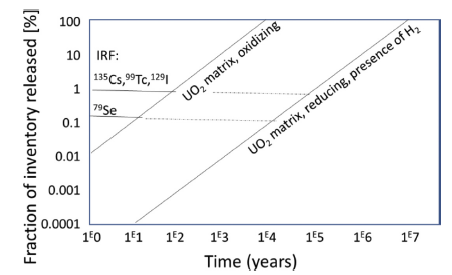 Fraction of inventory released [%]
100
10
1
0.1
0.01
0.001
0.0001
IRF:
¹³⁵Cs,⁹⁹Tc,¹²⁹I
⁷⁹Se
UO₂ matrix, oxidizing
UO₂ matrix, reducing, presence of H₂
1ᴱ0 1ᴱ1 1ᴱ2 1ᴱ3 1ᴱ4 1ᴱ5 1ᴱ6 1ᴱ7
Time (years)